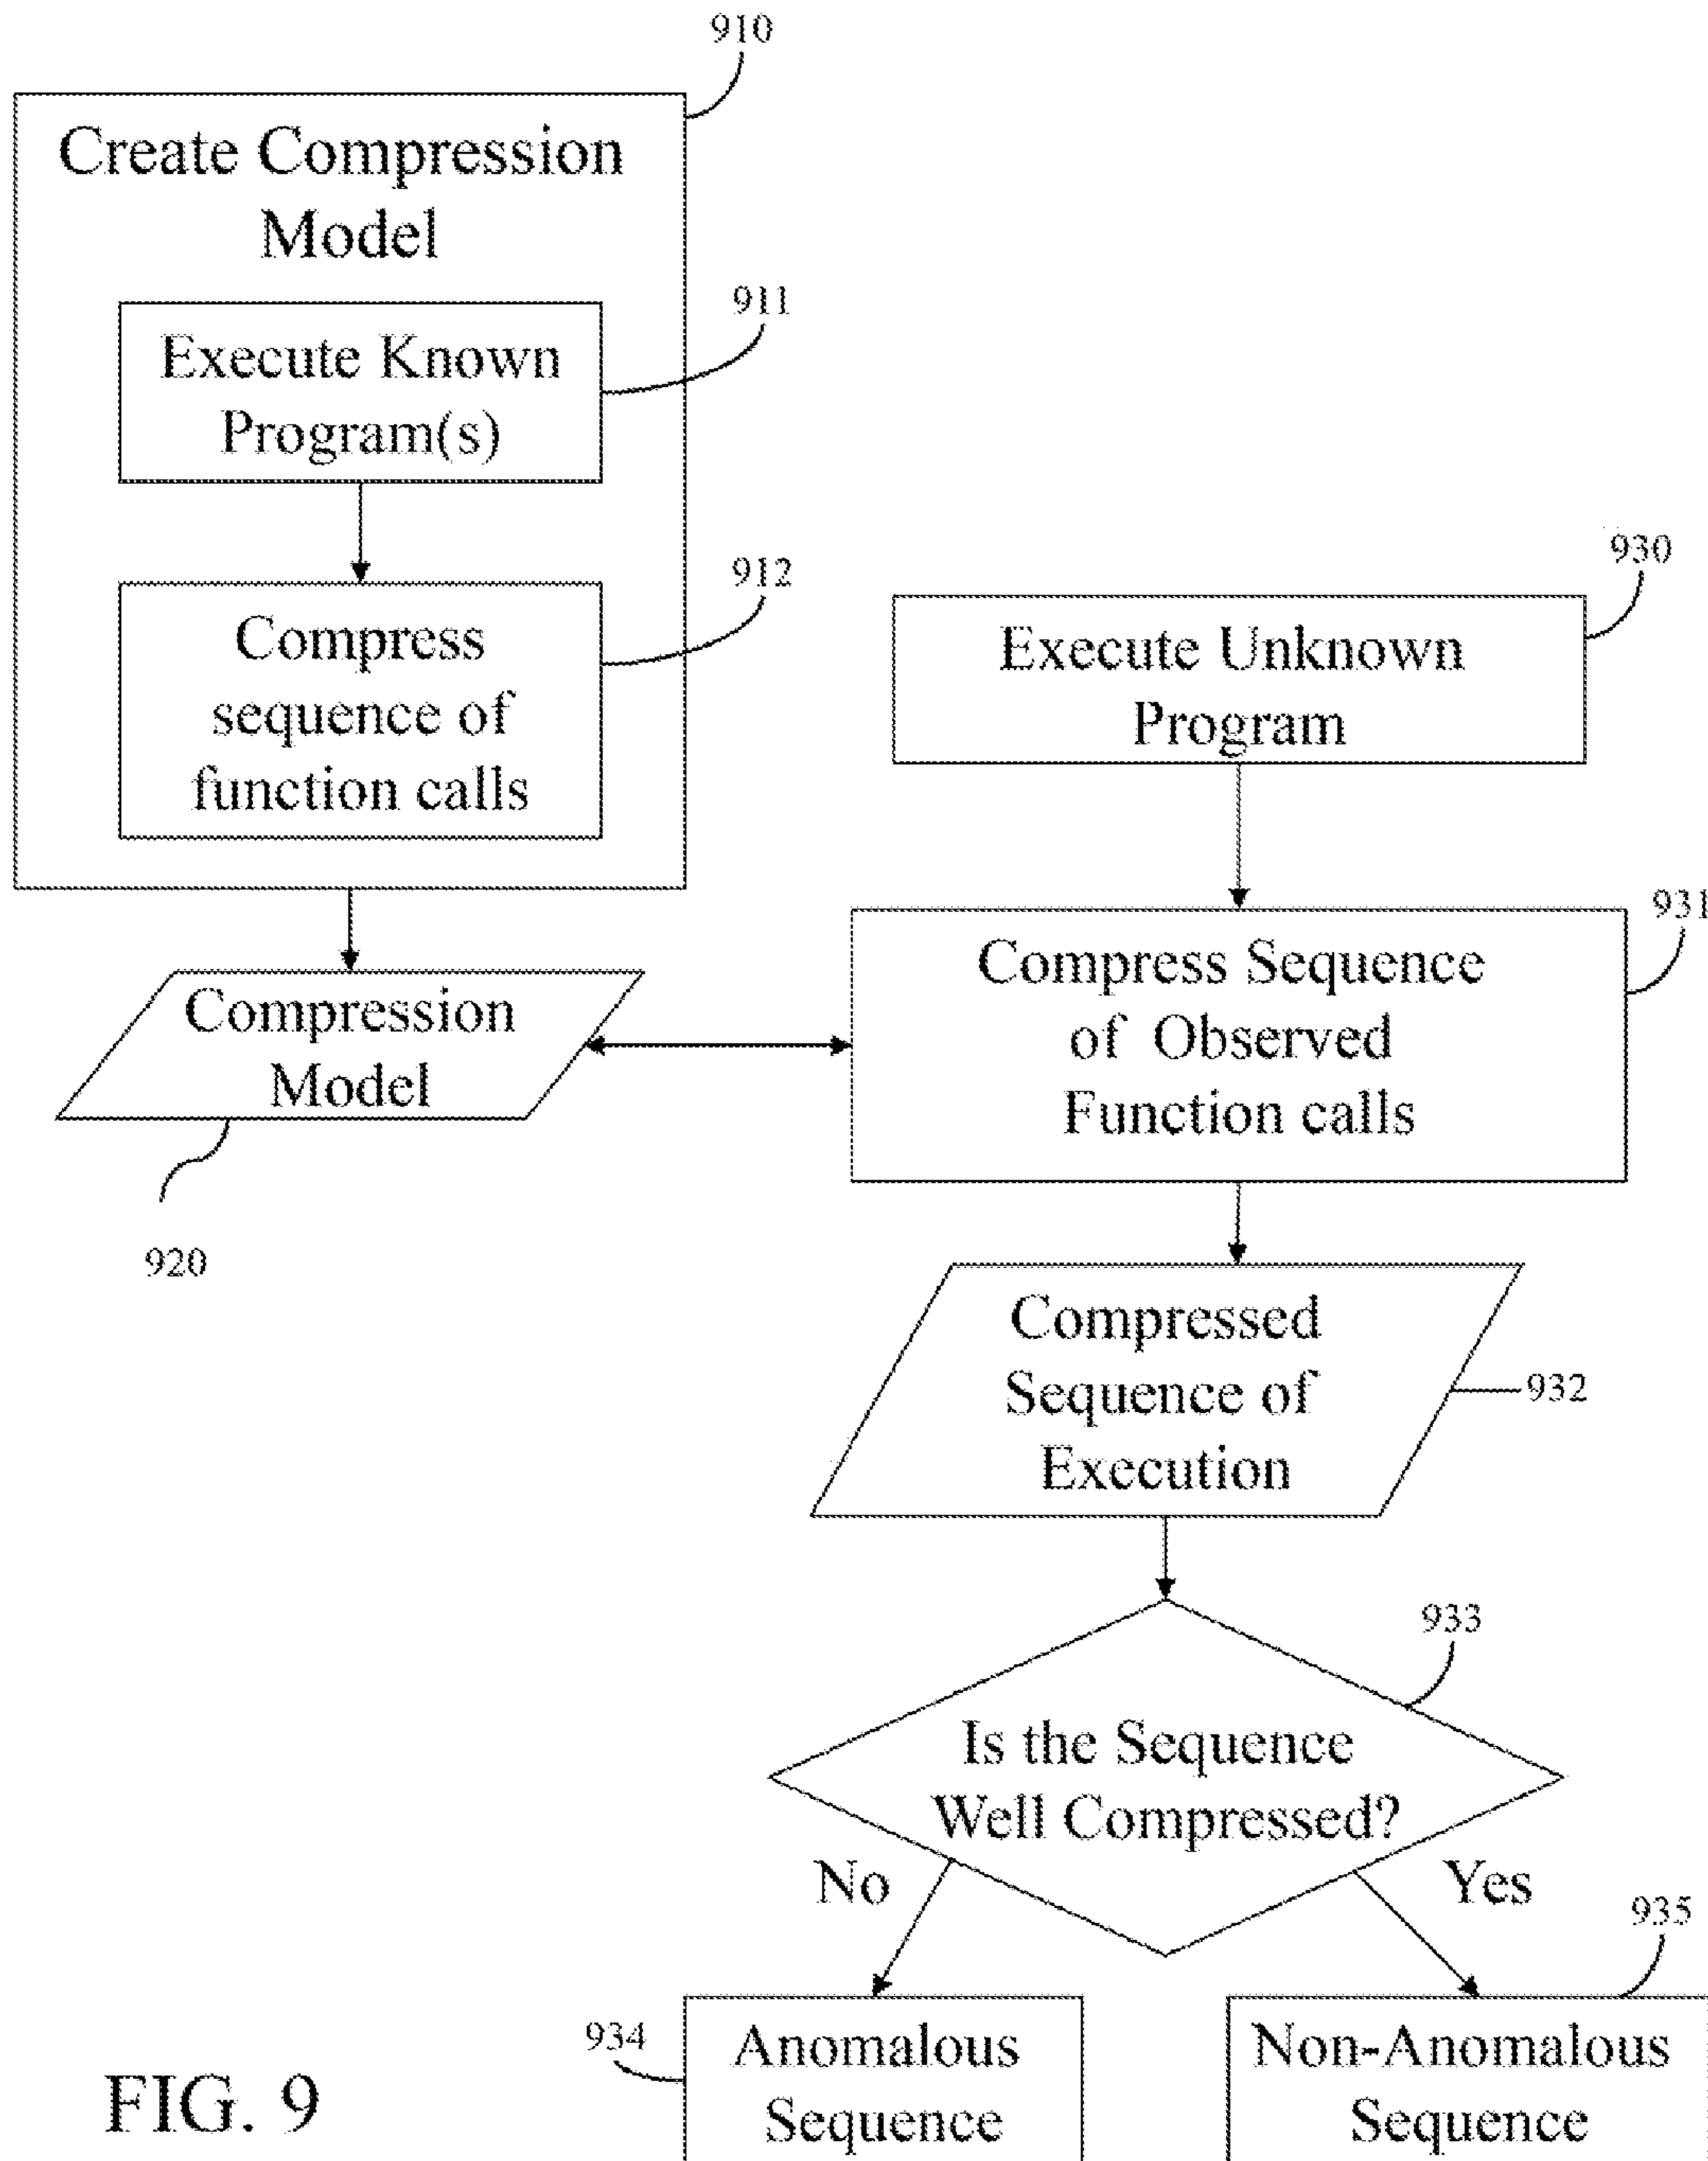 910
Create Compression
Model
911
Execute Known
Program(s)
912
Compress
sequence of
function calls
930
Execute Unknown
Program
931
Compress Sequence
of Observed
Function calls
Compression
Model
920
Compressed
Sequence of
Execution
932
933
Is the Sequence
Well Compressed?
No
Yes
935
934
Anomalous
Sequence
Non-Anomalous
Sequence
FIG. 9